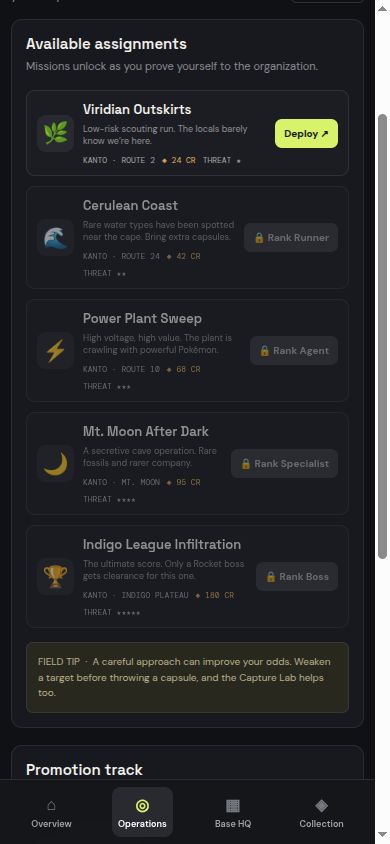 Available assignments
Missions unlock as you prove yourself to the organization.
Viridian Outskirts
Low-risk scouting run. The locals barely
know we're here.
Deploy ↗
KANTO · ROUTE 2 ◆ 24 CR THREAT ★
Cerulean Coast
Rare water types have been spotted
near the cape. Bring extra capsules.
🔒 Rank Runner
KANTO · ROUTE 24 ◆ 42 CR
THREAT ★★
Power Plant Sweep
High voltage, high value. The plant is
crawling with powerful Pokémon.
🔒 Rank Agent
KANTO · ROUTE 10 ◆ 68 CR
THREAT ★★★
Mt. Moon After Dark
A secretive cave operation. Rare
fossils and rarer company.
🔒 Rank Specialist
KANTO · MT. MOON ◆ 95 CR
THREAT ★★★★
Indigo League Infiltration
The ultimate score. Only a Rocket boss
gets clearance for this one.
🔒 Rank Boss
KANTO · INDIGO PLATEAU ◆ 180 CR
THREAT ★★★★★
FIELD TIP · A careful approach can improve your odds. Weaken
a target before throwing a capsule, and the Capture Lab helps
too.
Promotion track
Overview
Operations
Base HQ
Collection